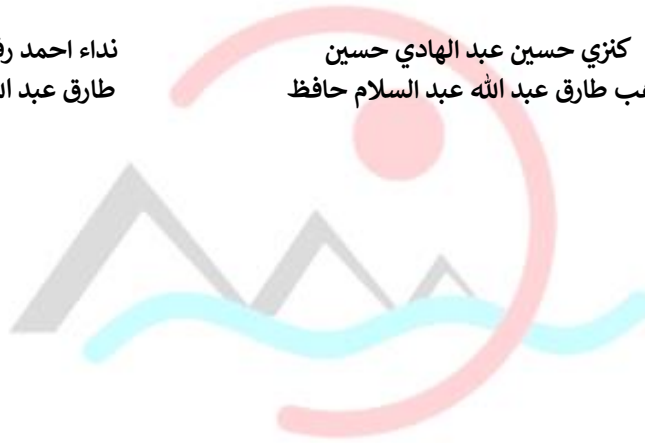 كنزي حسين عبد الهادي حسين نداء احمد
طارق عبد الله عبد السلام حافظ طارق عبد